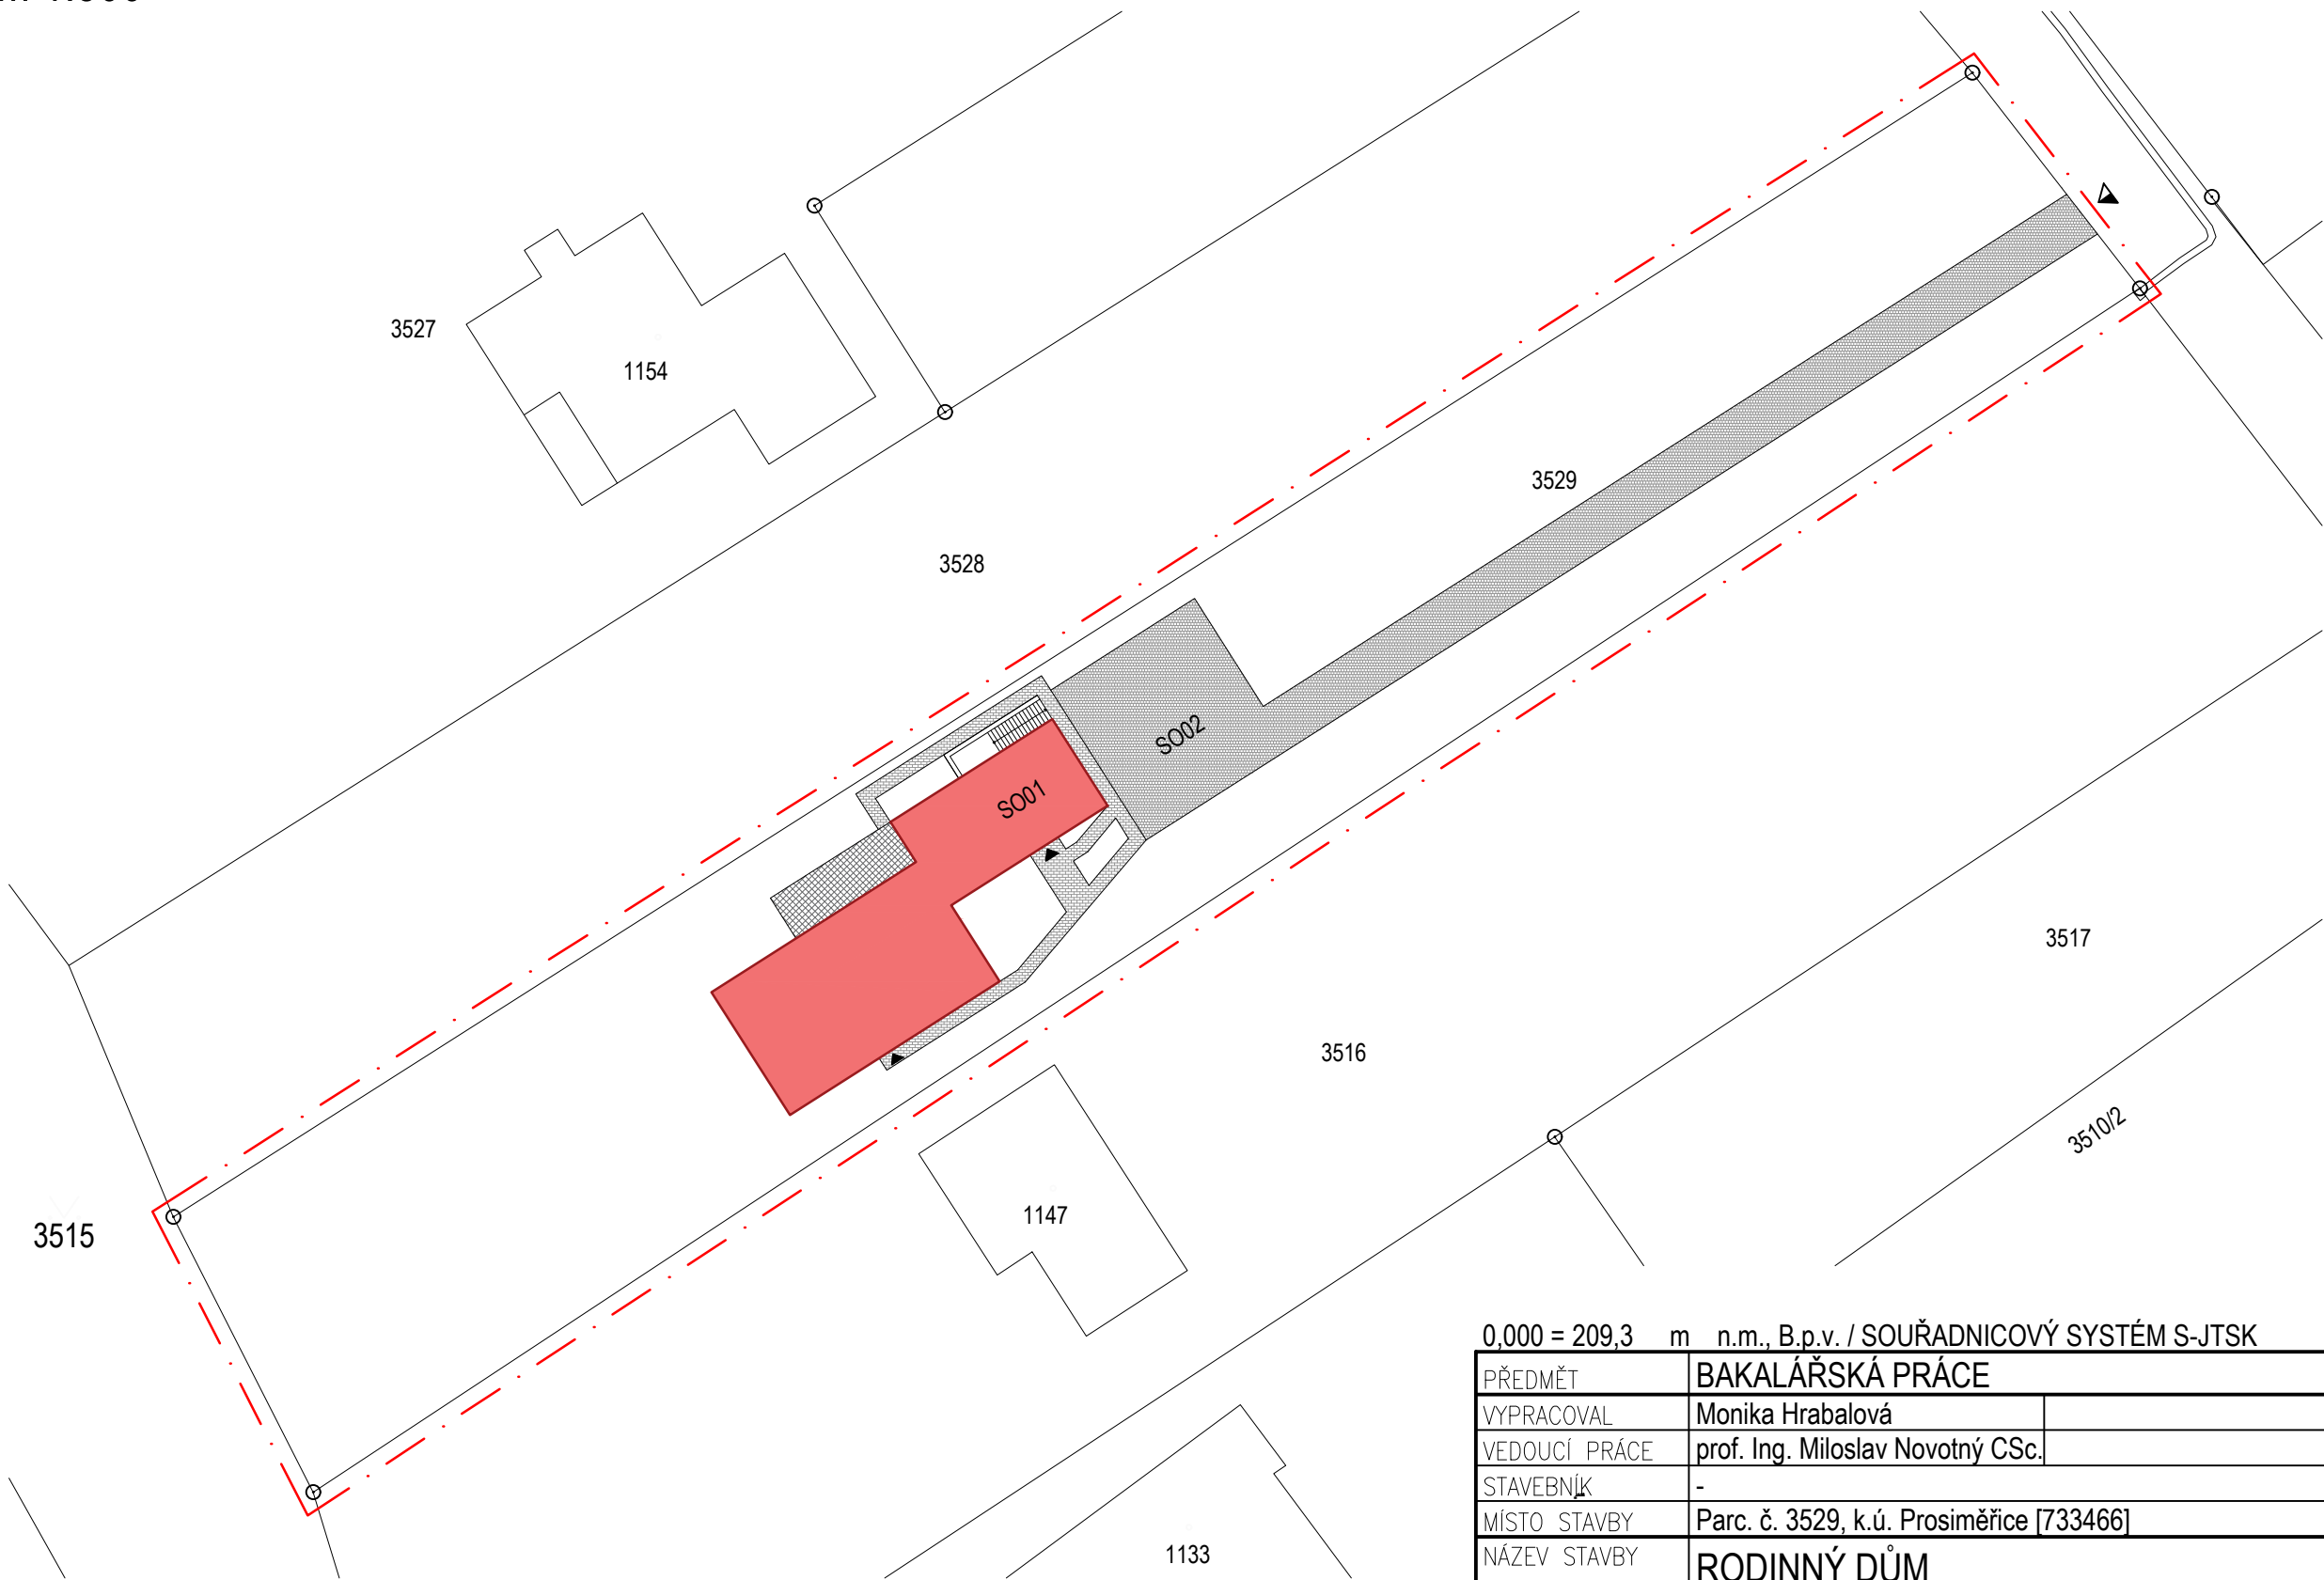 3527
1154
3529
3528
SO02
SO01
3517
3516
3510/2
1147
3515
1133
0,000 = 209,3 m n.m., B.p.v. / SOUŘADNICOVÝ SYSTÉM S-JTSK
PŘEDMĚT BAKALÁŘSKÁ PRÁCE
VYPRACOVAL Monika Hrabalová
VEDOUCÍ PRÁCE prof. Ing. Miloslav Novotný CSc.
STAVEBNÍK -
MÍSTO STAVBY Parc. č. 3529, k.ú. Prosiměřice [733466]
NÁZEV STAVBY RODINNÝ DŮM